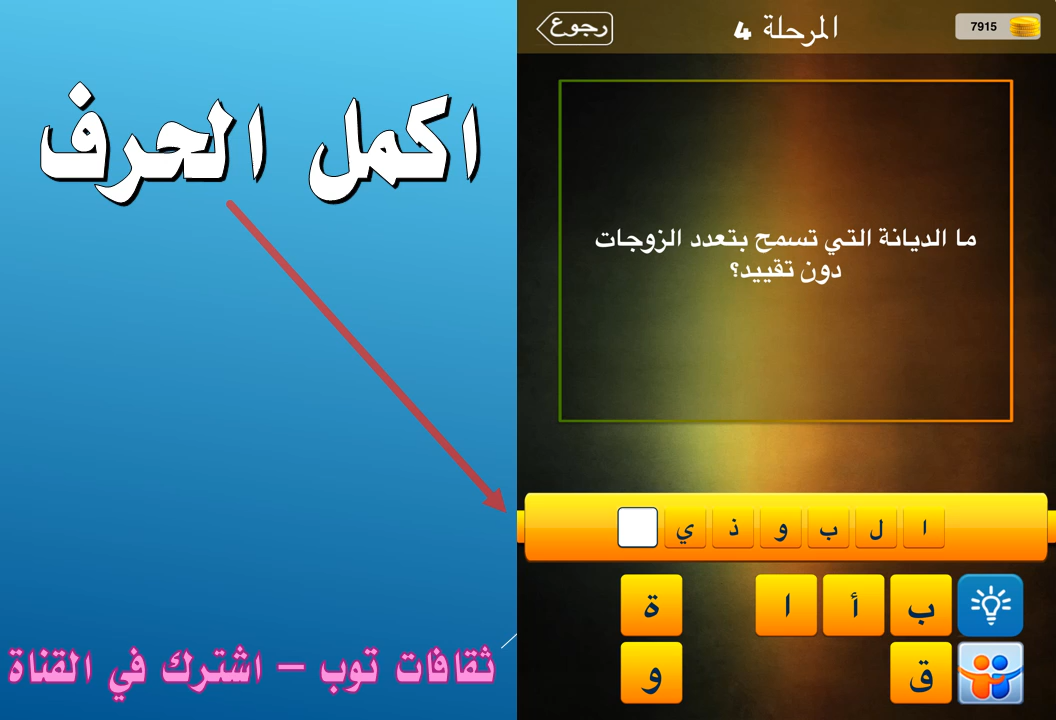 اكمل الحرف
ثقافات توب – اشترك في القناة
رجوع
المرحلة 4
7915
ما الديانة التي تسمح بتعدد الزوجات
دون تقييد؟
ا ل ب و ذ ي
ب أ ا ة
ق و